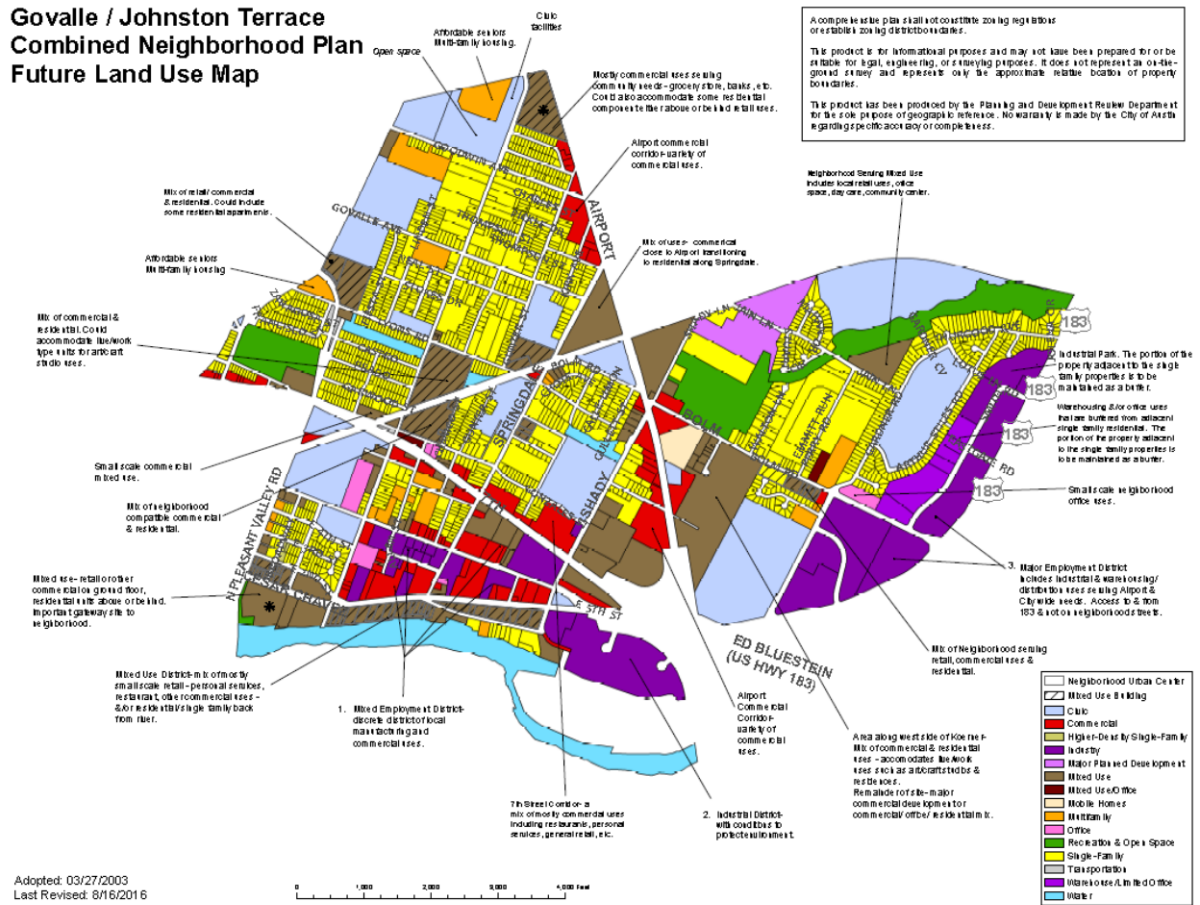 Govalle / Johnston Terrace
Combined Neighborhood Plan
Future Land Use Map
Open space
Affordable seniors
Multi-family housing.
Civic
facilities
Mostly commercial uses serving
community needs - grocery store, banks, etc.
Could also accommodate some residential
component either above or behind retail uses.
Airport commercial
corridor- variety of
commercial uses.
A comprehensive plan shall not constitute zoning regulations
or establish zoning district boundaries.
This product is for informational purposes and may not have been prepared for or be
suitable for legal, engineering, or surveying purposes. It does not represent an on-the-
ground survey and represents only the approximate relative location of property
boundaries.
This product has been produced by the Planning and Development Review Department
for the sole purpose of geographic reference. No warranty is made by the City of Austin
regarding specific accuracy or completeness.
Mix of retail / commercial
& residential. Could include
some residential apartments.
Neighborhood Serving Mixed Use
includes local retail uses, office
space, day care, community center.
Mix of uses- commerical
close to Airport transitioning
to residential along Springdale.
Affordable seniors
Multi-family housing
Mix of commercial &
residential. Could
accommodate live/work
type units for art/craft
studio uses.
Industrial Park. The portion of the
property adjacent to the single
family properties is to be
maintained as a buffer.
Warehousing &/or office uses
that are buffered from adjacent
single family residential. The
portion of the property adjacent
to the single family properties is
to be maintained as a buffer.
Small scale commercial
mixed use.
Small scale neighborhood
office uses.
Mix of neighborhood
compatible commercial
& residential.
Mixed use- retail or other
commercial on ground floor,
residential units above or behind.
Important gateway site to
neighborhood.
3. Major Employment District
includes industrial & warehousing/
distribution uses serving Airport &
Citywide needs. Access to & from
183 & not on neighborhood streets.
Mix of Neighborhood serving
retail, commercial uses &
residential.
Mixed Use District- mix of mostly
small scale retail - personal services,
restaurant, other commercial uses -
&/or residential/single family back
from river.
1. Mixed Employment District-
discrete district of local
manufacturing and
commercial uses.
Airport
Commercial
Corridor-
variety of
commercial
uses.
Area along west side of Koerner-
Mix of commercial & residential
uses - accomodates live/work
uses such as art/craft studios &
residences.
Remainder of site- major
commercial development or
commercial/ office/ residential mix.
7th Street Corridor- a
mix of mostly commercial uses
including restaurants, personal
services, general retail, etc.
2. Industrial District-
with conditions to
protect environment.
GOODWIN AVE
GOVALLE AVE
AIRPORT
SPRINGDALE
BOLM RD
BOLM
SHADY
N PLEASANT VALLEY RD
E 5TH ST
ED BLUESTEIN
(US HWY 183)
183
183
183
183
Neighborhood Urban Center
Mixed Use Building
Civic
Commercial
Higher-Density Single-Family
Industry
Major Planned Development
Mixed Use
Mixed Use/Office
Mobile Homes
Multifamily
Office
Recreation & Open Space
Single-Family
Transportation
Warehouse/Limited Office
Water
Adopted: 03/27/2003
Last Revised: 8/16/2016
0 1,000 2,000 3,000 4,000 Feet